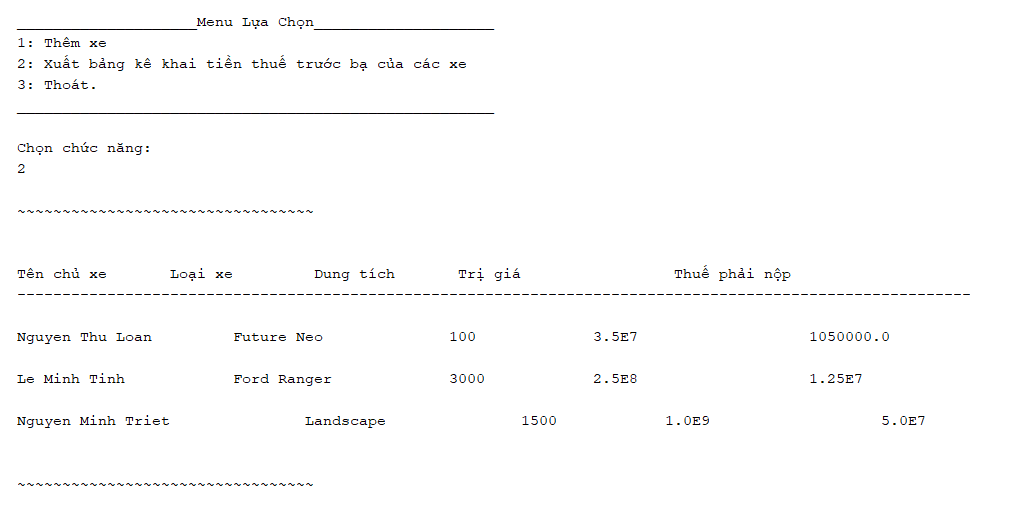 ____________________Menu Lựa Chọn____________________
1: Thêm xe
2: Xuất bảng kê khai tiền thuế trước bạ của các xe
3: Thoát.
_____________________________________________________
Chọn chức năng:
2
~~~~~~~~~~~~~~~~~~~~~~~~~~~~~~~~~
Tên chủ xe Loại xe Dung tích Trị giá Thuế phải nộp
----------------------------------------------------------------------------------------------------------
Nguyen Thu Loan Future Neo 100 3.5E7 1050000.0
Le Minh Tinh Ford Ranger 3000 2.5E8 1.25E7
Nguyen Minh Triet Landscape 1500 1.0E9 5.0E7
~~~~~~~~~~~~~~~~~~~~~~~~~~~~~~~~~